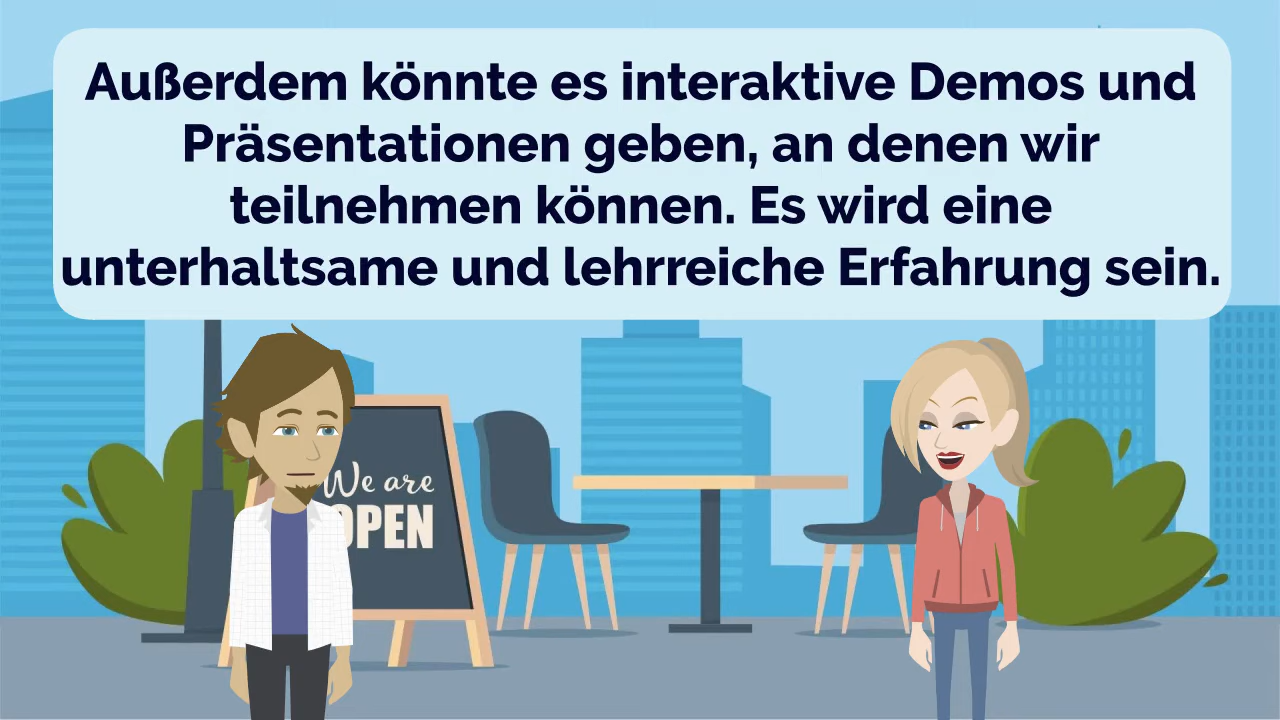 Außerdem könnte es interaktive Demos und
Präsentationen geben, an denen wir
teilnehmen können. Es wird eine
unterhaltsame und lehrreiche Erfahrung sein.
We are
OPEN